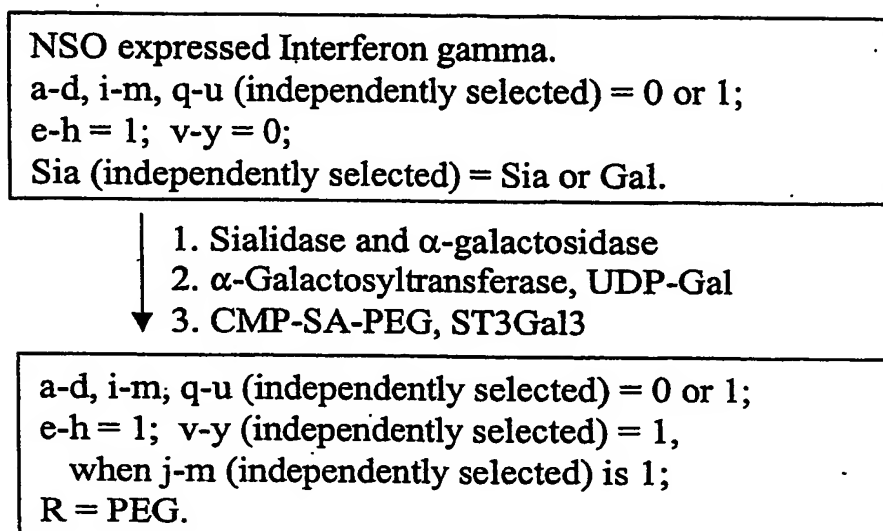 NSO expressed Interferon gamma.
a-d, i-m, q-u (independently selected) = 0 or 1;
e-h = 1; v-y = 0;
Sia (independently selected) = Sia or Gal.
1. Sialidase and α-galactosidase
2. α-Galactosyltransferase, UDP-Gal
3. CMP-SA-PEG, ST3Gal3
a-d, i-m, q-u (independently selected) = 0 or 1;
e-h = 1; v-y (independently selected) = 1,
when j-m (independently selected) is 1;
R = PEG.